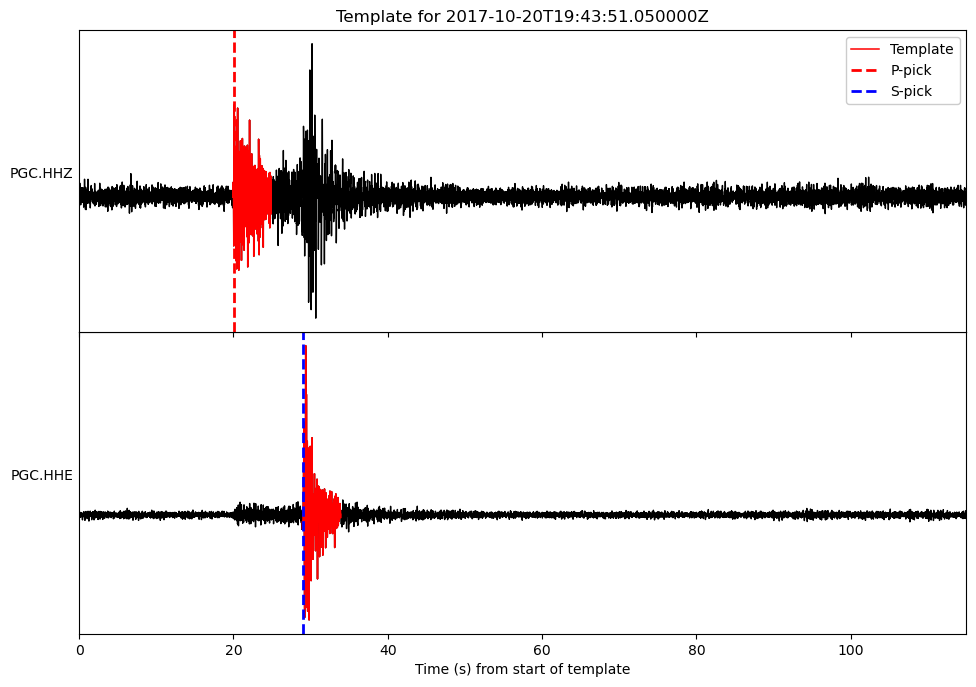 Template for 2017-10-20T19:43:51.050000Z
Template
P-pick
S-pick
PGC.HHZ
PGC.HHE
0 20 40 60 80 100
Time (s) from start of template